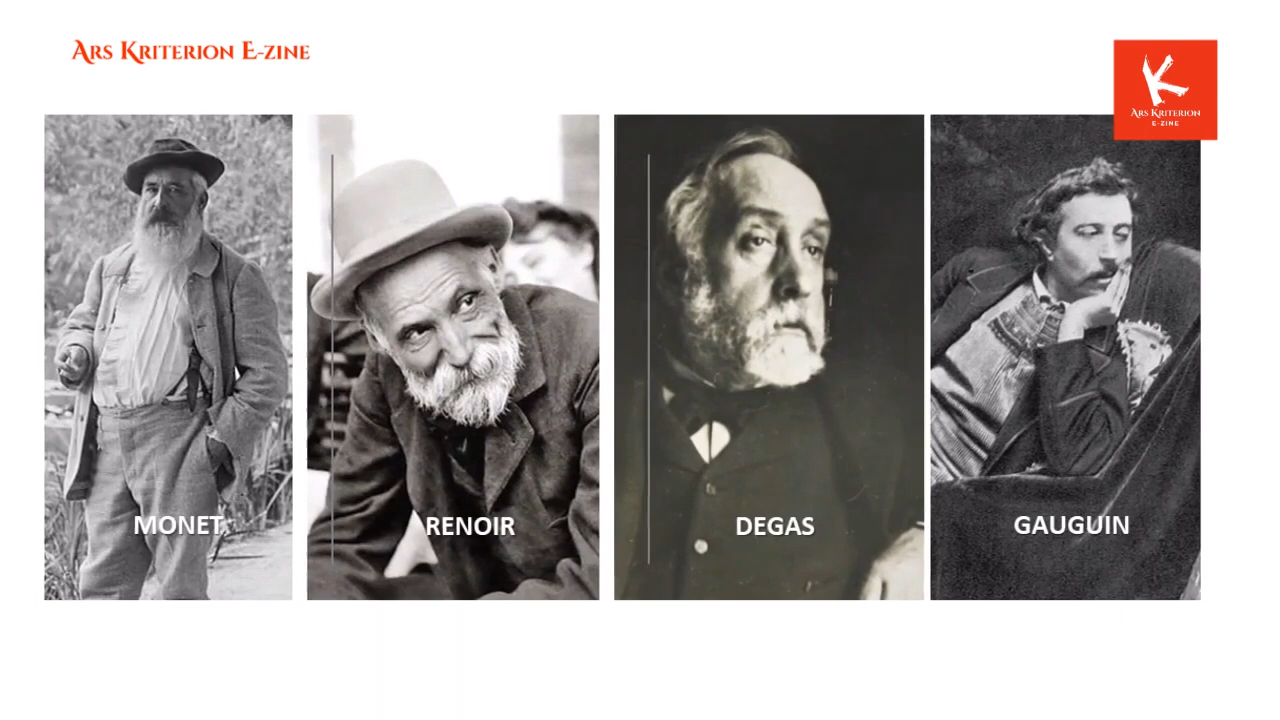 Ars Kriterion E-zine
K
Ars Kriterion
E-ZINE
MONET
RENOIR
DEGAS
GAUGUIN